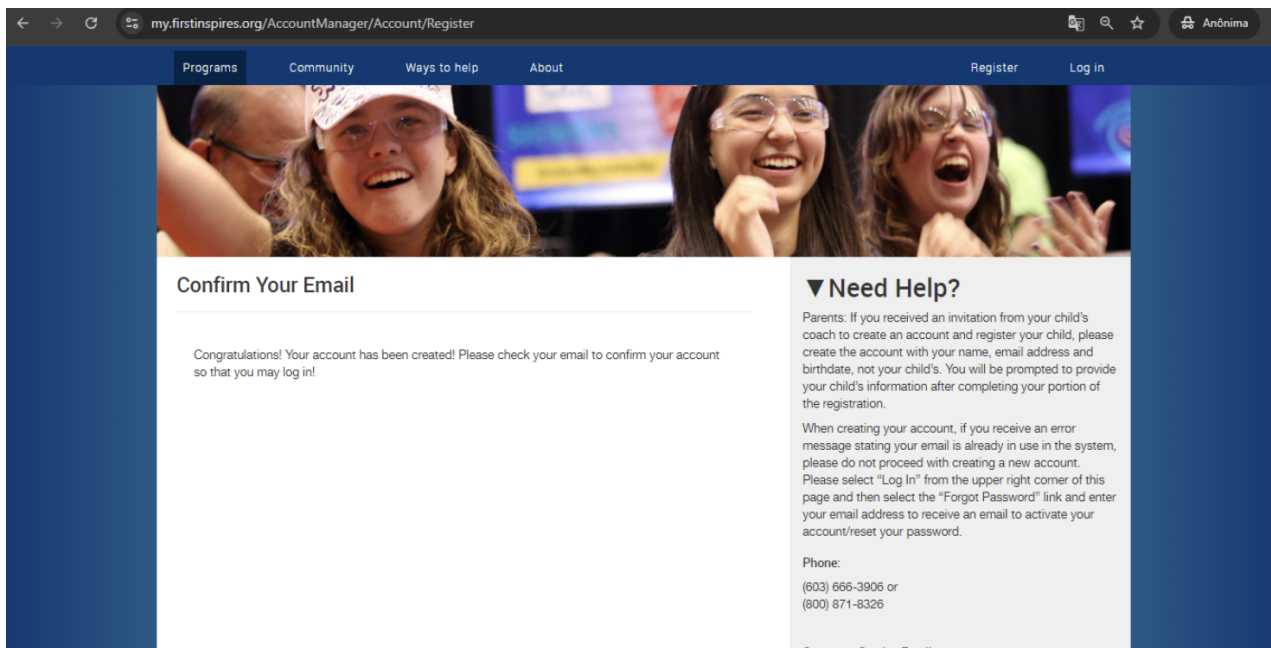 my.firstinspires.org/AccountManager/Account/Register
Anônima
Programs
Community
Ways to help
About
Register
Log in
Confirm Your Email
Congratulations! Your account has been created! Please check your email to confirm your account
so that you may log in!
▼Need Help?
Parents: If you received an invitation from your child's
coach to create an account and register your child, please
create the account with your name, email address and
birthdate, not your child's. You will be prompted to provide
your child's information after completing your portion of
the registration.
When creating your account, if you receive an error
message stating your email is already in use in the system,
please do not proceed with creating a new account.
Please select “Log In” from the upper right corner of this
page and then select the “Forgot Password” link and enter
your email address to receive an email to activate your
account/reset your password.
Phone:
(603) 666-3906 or
(800) 871-8326